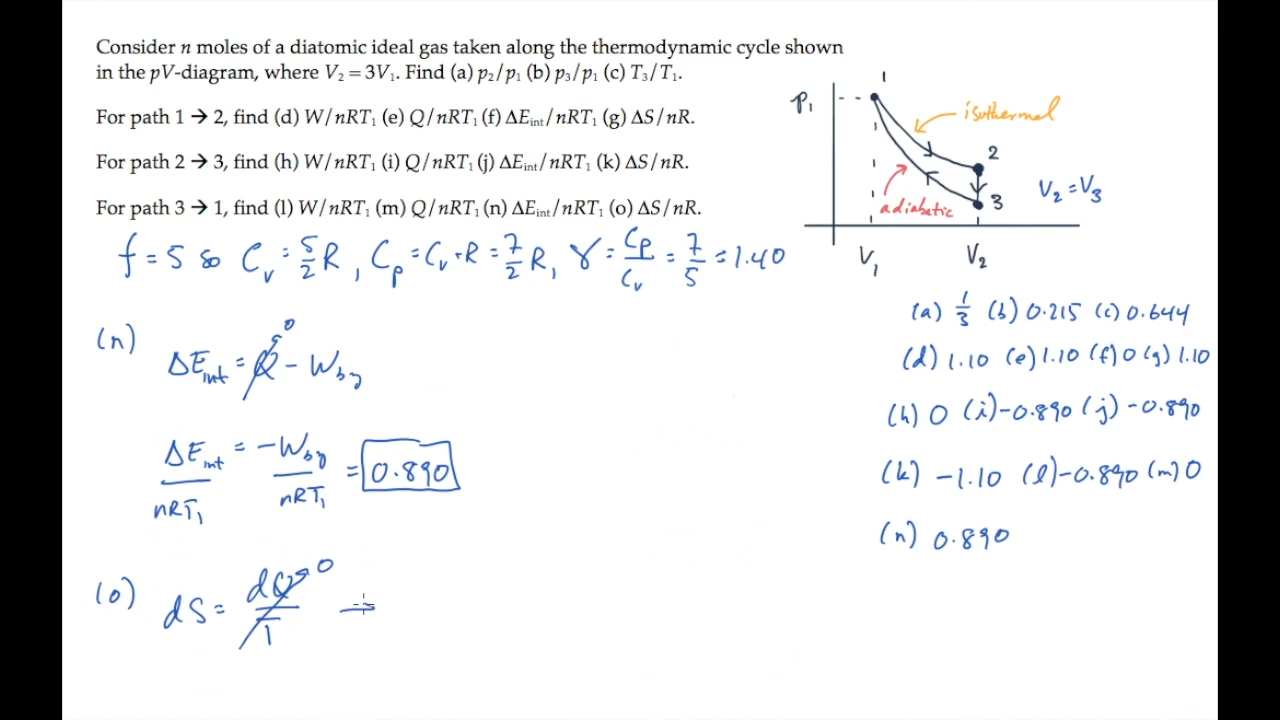 Consider n moles of a diatomic ideal gas taken along the thermodynamic cycle shown
in the pV-diagram, where V₂ = 3V₁. Find (a) p₂/p₁ (b) p₃/p₁ (c) T₃/T₁.
For path 1 → 2, find (d) W/nRT₁ (e) Q/nRT₁ (f) ΔE_int/nRT₁ (g) ΔS/nR.
For path 2 → 3, find (h) W/nRT₁ (i) Q/nRT₁ (j) ΔE_int/nRT₁ (k) ΔS/nR.
For path 3 → 1, find (l) W/nRT₁ (m) Q/nRT₁ (n) ΔE_int/nRT₁ (o) ΔS/nR.
1
p₁
isothermal
2
V₂ = V₃
3
adiabatic
V₁ V₂
f = 5 so C_v = 5/2 R, C_p = C_v + R = 7/2 R, γ = C_p/C_v = 7/5 = 1.40
(a) 1/3 (b) 0.215 (c) 0.644
(d) 1.10 (e) 1.10 (f) 0 (g) 1.10
(h) 0 (i) -0.890 (j) -0.890
(k) -1.10 (l) -0.890 (m) 0
(n) 0.890
(n) ΔE_int = Q→0 - W_by
ΔE_int/nRT₁ = -W_by/nRT₁ = 0.890
(o) dS = dQ→0/T